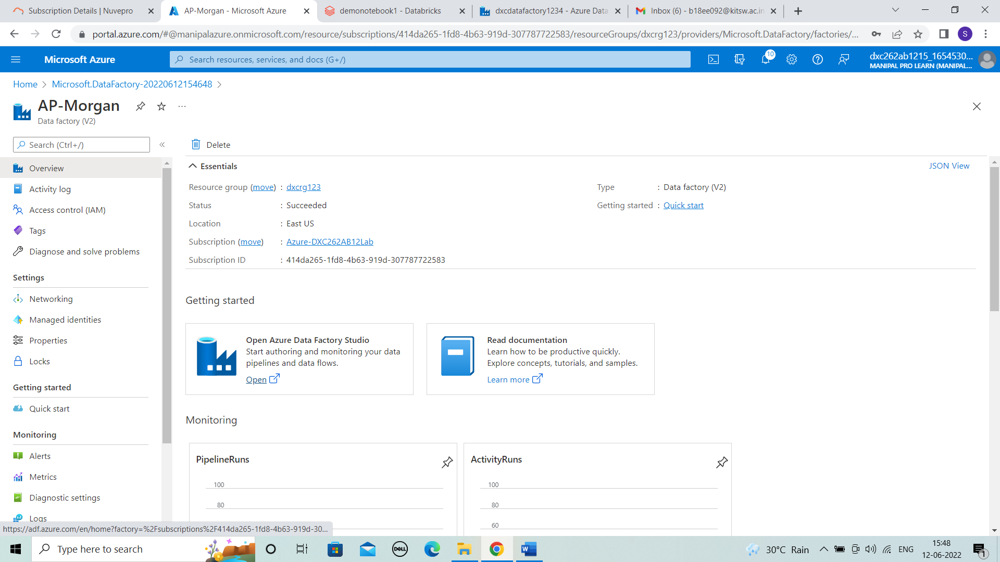 Subscription Details | Nuvepro
AP-Morgan - Microsoft Azure
demonotebook1 - Databricks
dxcdatafactory1234 - Azure Data
Inbox (6) - b18ee092@kitsw.ac.in
portal.azure.com/#@manipalazure.onmicrosoft.com/resource/subscriptions/414da265-1fd8-4b63-919d-307787722583/resourceGroups/dxcrg123/providers/Microsoft.DataFactory/factories/...
S
Microsoft Azure
Search resources, services, and docs (G+/)
10
dxc262ab1215_1654530...
MANIPAL PRO LEARN (MANIPAL...
Home > Microsoft.DataFactory-20220612154648 >
AP-Morgan
...
Data factory (V2)
Search (Ctrl+/)
«
Delete
Overview
Activity log
Access control (IAM)
Tags
Diagnose and solve problems
Settings
Networking
Managed identities
Properties
Locks
Getting started
Quick start
Monitoring
Alerts
Metrics
Diagnostic settings
Logs
Essentials
JSON View
Resource group (move) : dxcrg123
Status : Succeeded
Location : East US
Subscription (move) : Azure-DXC262AB12Lab
Subscription ID : 414da265-1fd8-4b63-919d-307787722583
Type : Data factory (V2)
Getting started : Quick start
Getting started
Open Azure Data Factory Studio
Start authoring and monitoring your data
pipelines and data flows.
Open
Read documentation
Learn how to be productive quickly.
Explore concepts, tutorials, and samples.
Learn more
Monitoring
PipelineRuns
100
80
ActivityRuns
100
80
60
https://adf.azure.com/en/home?factory=%2Fsubscriptions%2F414da265-1fd8-4b63-919d-30...
Type here to search
DELL
W
30°C Rain
ENG
15:48
12-06-2022
1